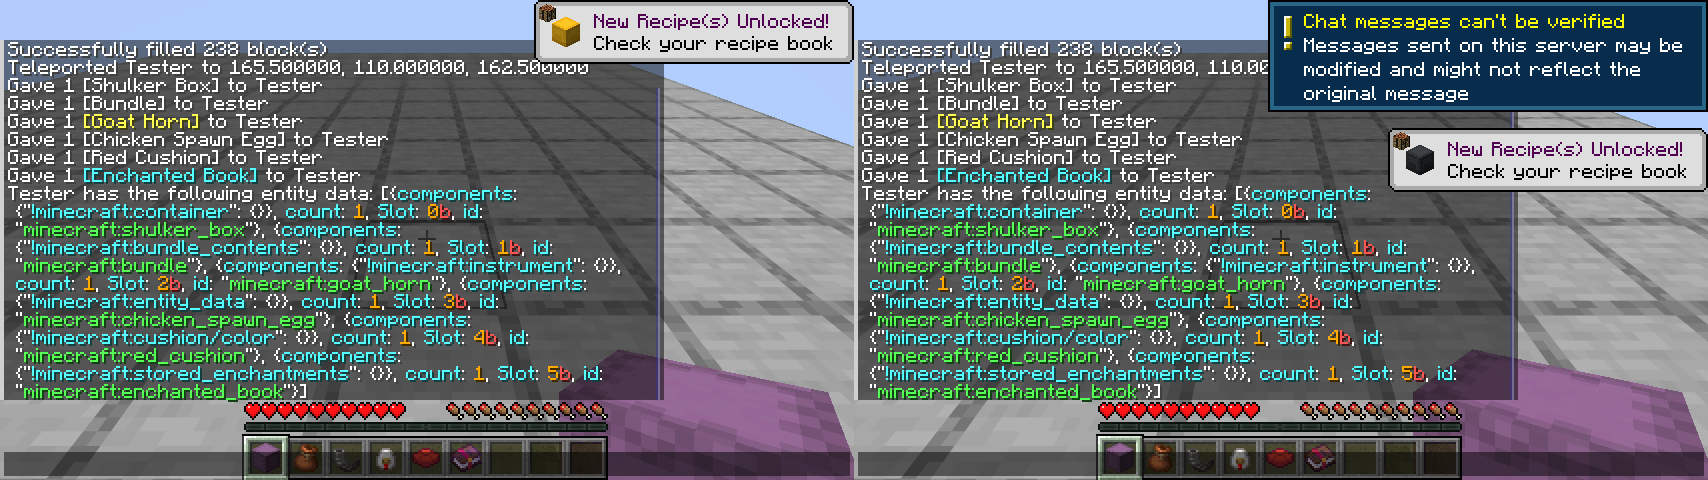 New Recipe(s) Unlocked!
Check your recipe book
Successfully filled 238 block(s)
Teleported Tester to 165.500000, 110.000000, 162.500000
Gave 1 [Shulker Box] to Tester
Gave 1 [Bundle] to Tester
Gave 1 [Goat Horn] to Tester
Gave 1 [Chicken Spawn Egg] to Tester
Gave 1 [Red Cushion] to Tester
Gave 1 [Enchanted Book] to Tester
Tester has the following entity data: [{components:
{"!minecraft:container": {}}, count: 1, Slot: 0b, id:
"minecraft:shulker_box"}, {components:
{"!minecraft:bundle_contents": {}}, count: 1, Slot: 1b, id:
"minecraft:bundle"}, {components: {"!minecraft:instrument": {}},
count: 1, Slot: 2b, id: "minecraft:goat_horn"}, {components:
{"!minecraft:entity_data": {}}, count: 1, Slot: 3b, id:
"minecraft:chicken_spawn_egg"}, {components:
{"!minecraft:cushion/color": {}}, count: 1, Slot: 4b, id:
"minecraft:red_cushion"}, {components:
{"!minecraft:stored_enchantments": {}}, count: 1, Slot: 5b, id:
"minecraft:enchanted_book"}]
Chat messages can't be verified
Messages sent on this server may be
modified and might not reflect the
original message
New Recipe(s) Unlocked!
Check your recipe book
Successfully filled 238 block(s)
Teleported Tester to 165.500000, 110.00
Gave 1 [Shulker Box] to Tester
Gave 1 [Bundle] to Tester
Gave 1 [Goat Horn] to Tester
Gave 1 [Chicken Spawn Egg] to Tester
Gave 1 [Red Cushion] to Tester
Gave 1 [Enchanted Book] to Tester
Tester has the following entity data: [{components:
{"!minecraft:container": {}}, count: 1, Slot: 0b, id:
"minecraft:shulker_box"}, {components:
{"!minecraft:bundle_contents": {}}, count: 1, Slot: 1b, id:
"minecraft:bundle"}, {components: {"!minecraft:instrument": {}},
count: 1, Slot: 2b, id: "minecraft:goat_horn"}, {components:
{"!minecraft:entity_data": {}}, count: 1, Slot: 3b, id:
"minecraft:chicken_spawn_egg"}, {components:
{"!minecraft:cushion/color": {}}, count: 1, Slot: 4b, id:
"minecraft:red_cushion"}, {components:
{"!minecraft:stored_enchantments": {}}, count: 1, Slot: 5b, id:
"minecraft:enchanted_book"}]